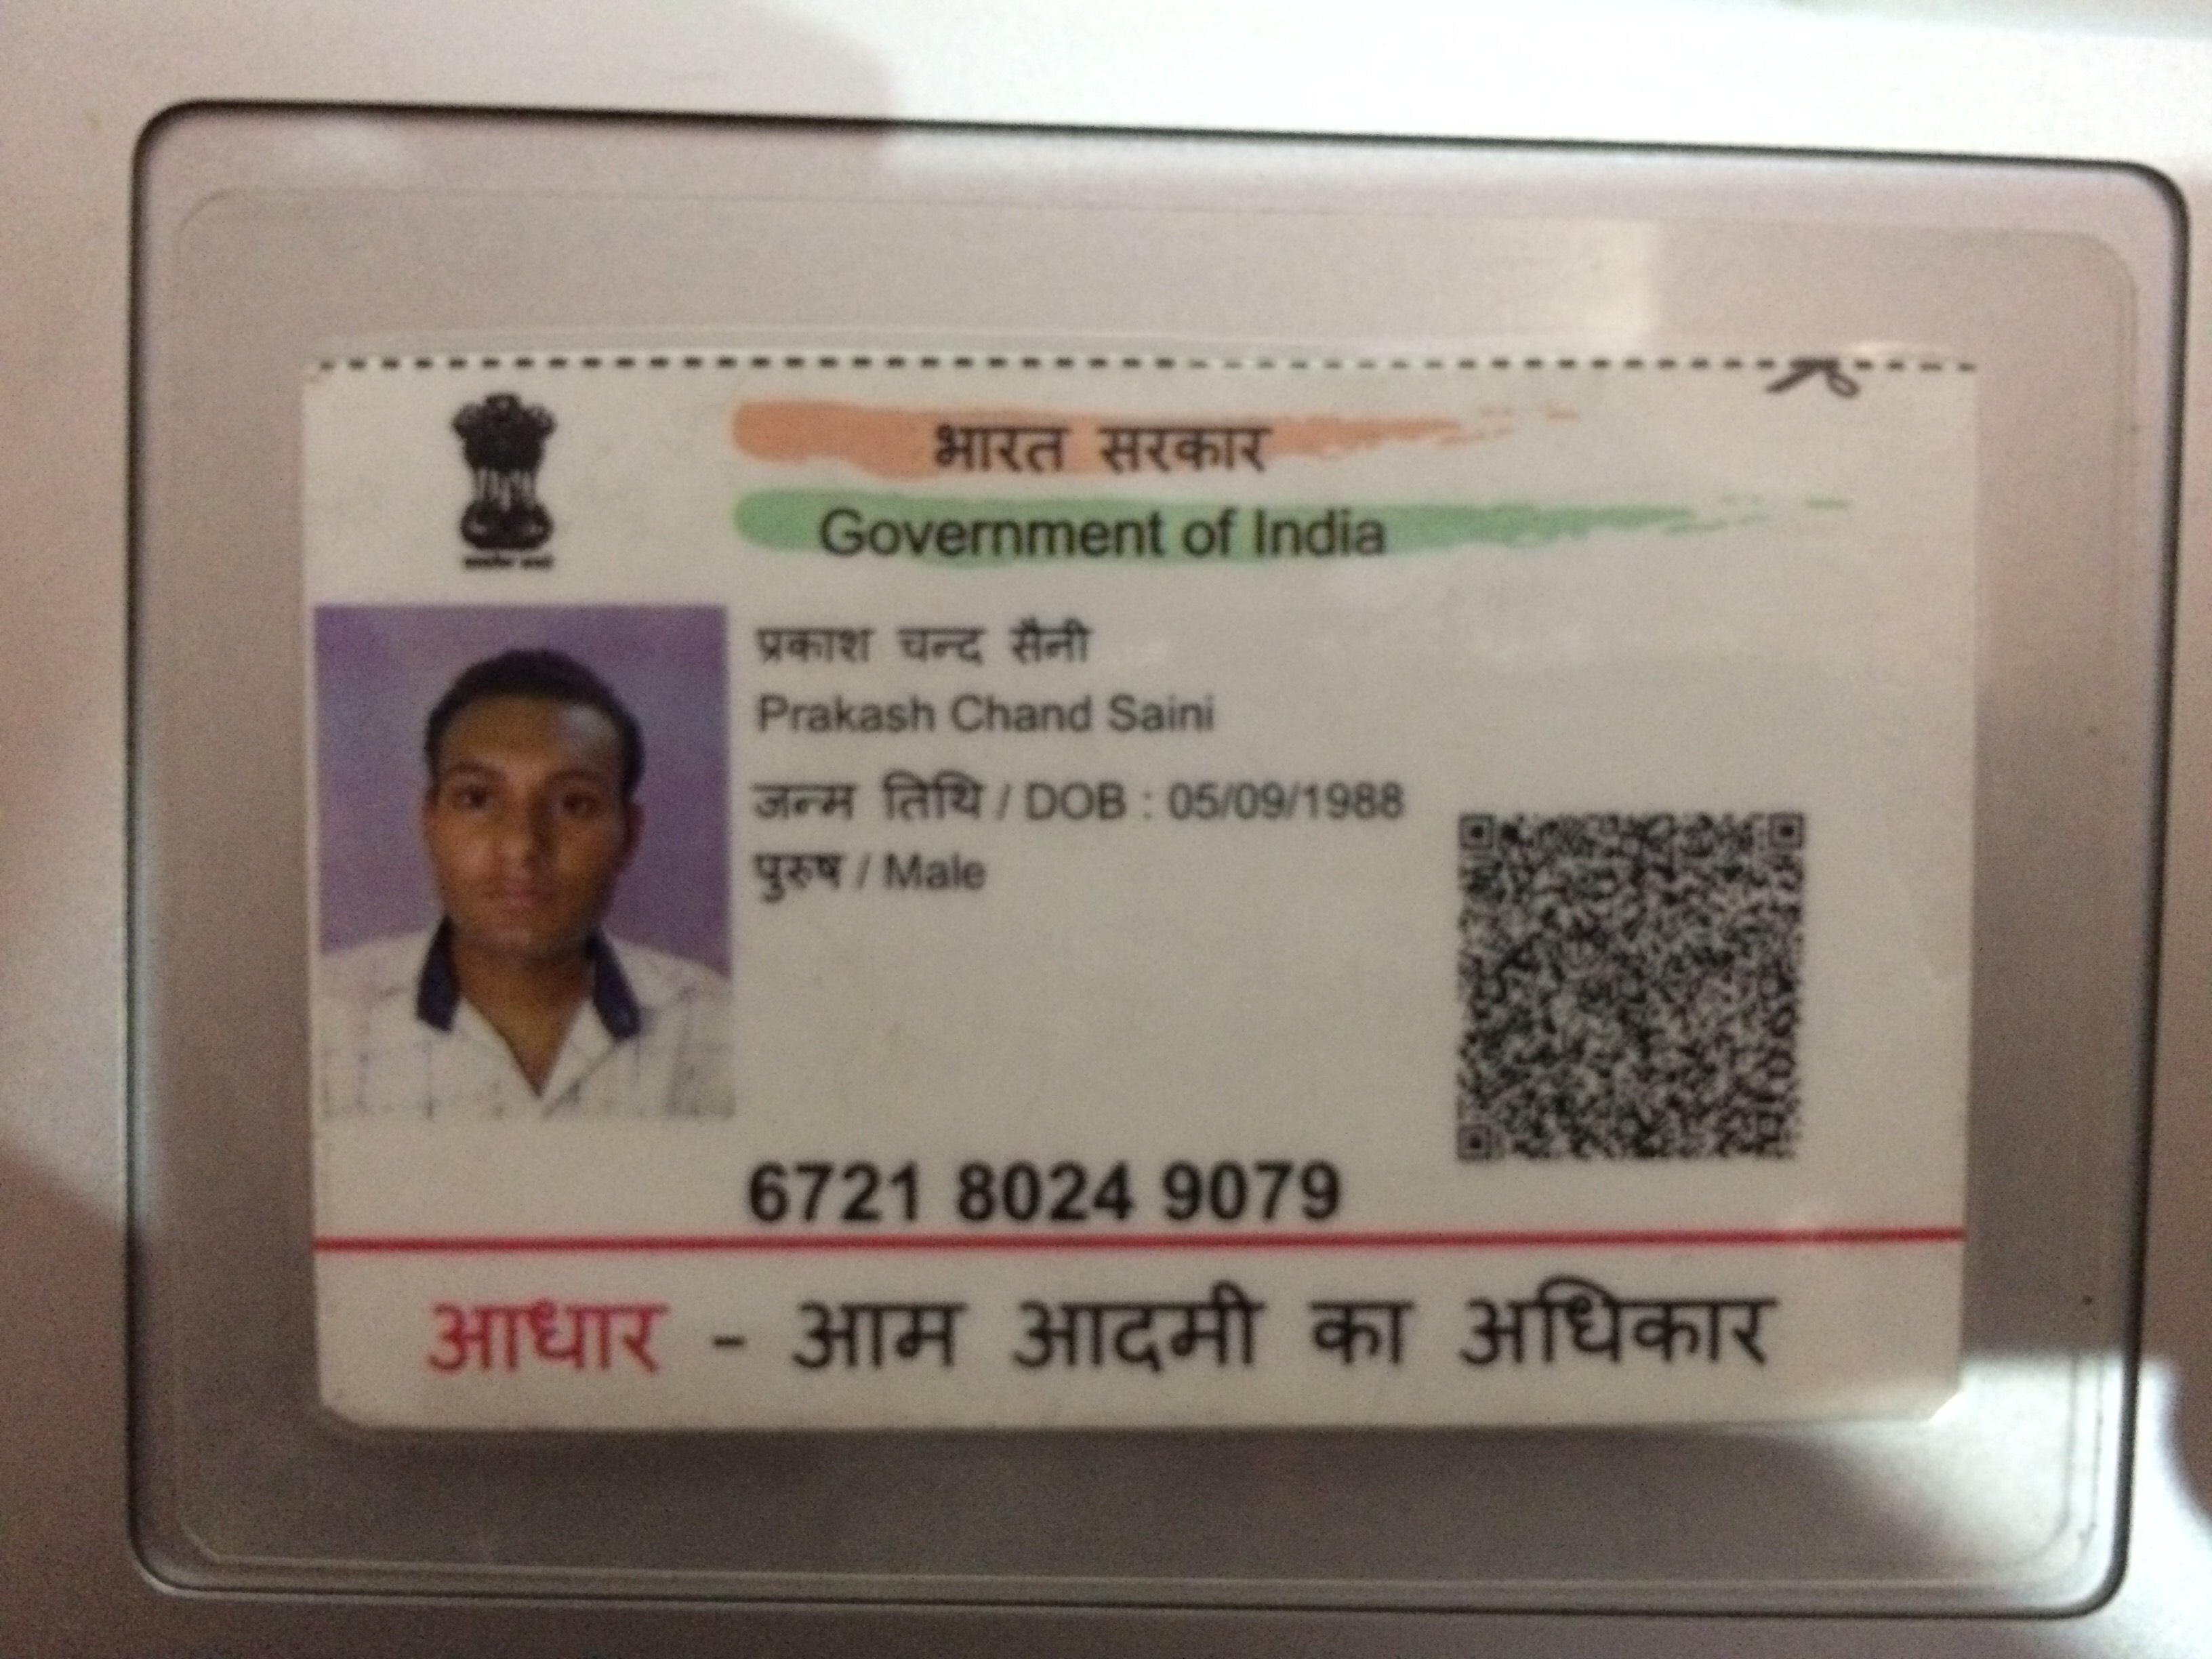 भारत सरकार
Government of India
प्रकाश चन्द सैनी
Prakash Chand Saini
जन्म तिथि / DOB : 05/09/1988
पुरुष / Male
6721 8024 9079
आधार - आम आदमी का अधिकार